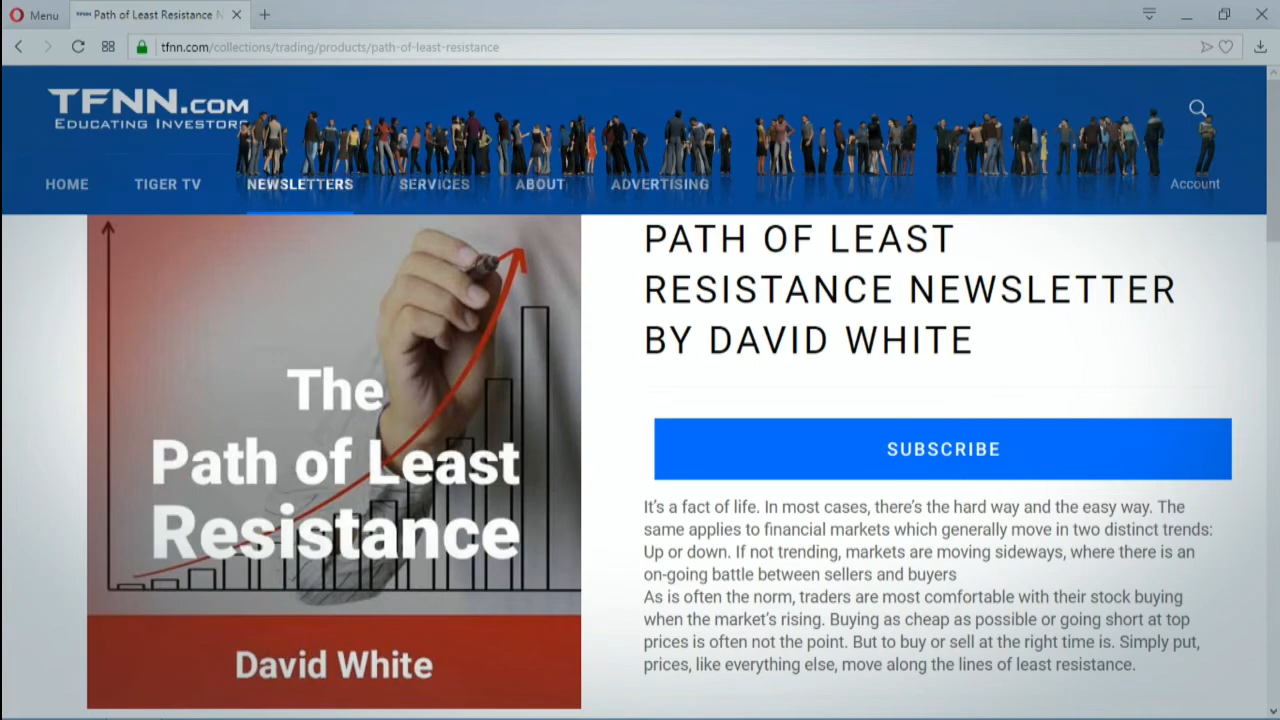 Menu
Path of Least Resistance N
tfnn.com/collections/trading/products/path-of-least-resistance
TFNN.COM
EDUCATING INVESTORS
HOME
TIGER TV
NEWSLETTERS
SERVICES
ABOUT
ADVERTISING
Account
The
Path of Least
Resistance
David White
PATH OF LEAST
RESISTANCE NEWSLETTER
BY DAVID WHITE
SUBSCRIBE
It's a fact of life. In most cases, there's the hard way and the easy way. The
same applies to financial markets which generally move in two distinct trends:
Up or down. If not trending, markets are moving sideways, where there is an
on-going battle between sellers and buyers
As is often the norm, traders are most comfortable with their stock buying
when the market's rising. Buying as cheap as possible or going short at top
prices is often not the point. But to buy or sell at the right time is. Simply put,
prices, like everything else, move along the lines of least resistance.